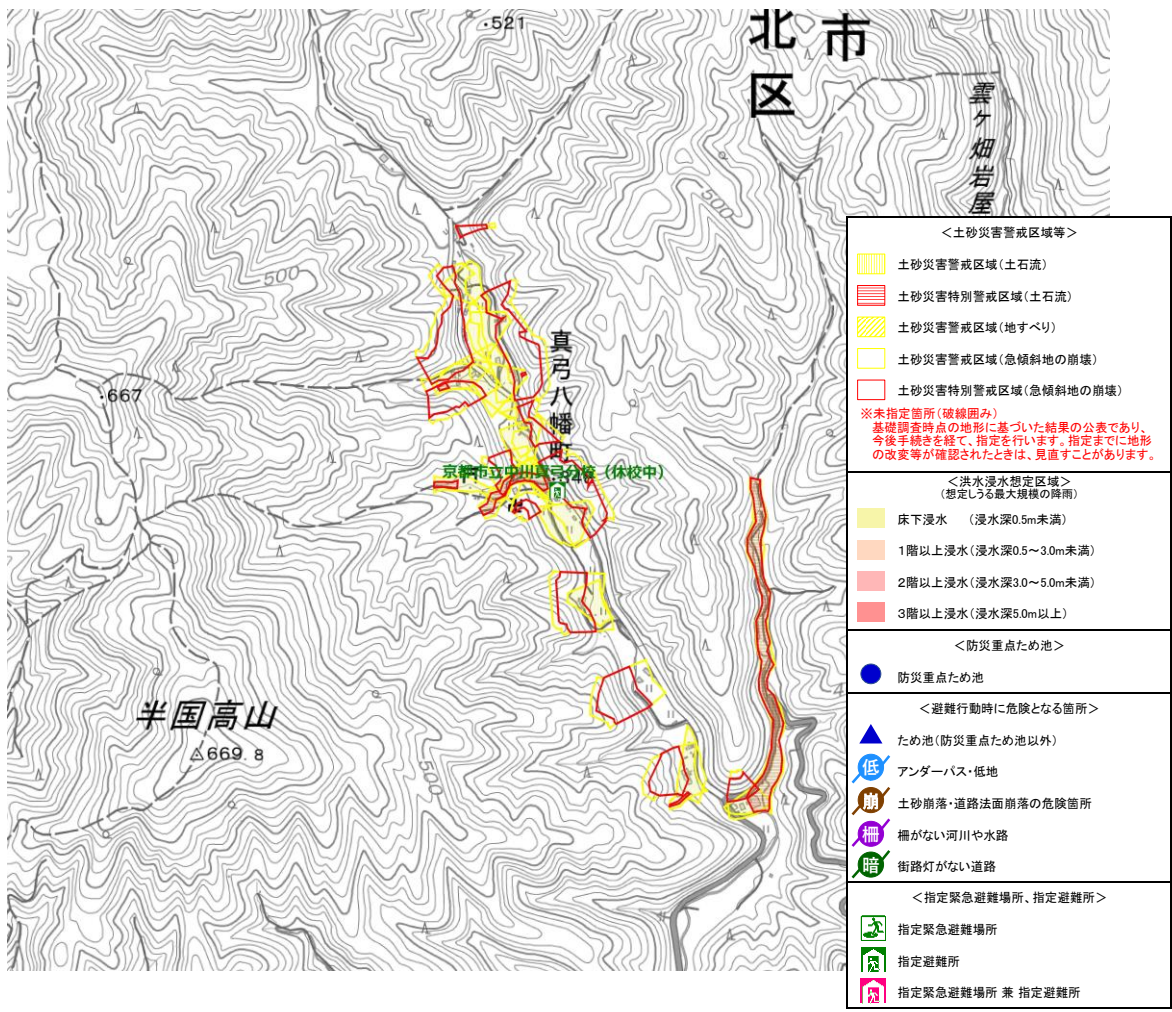 北区
市
・521
雲ヶ畑岩屋
500
500
・667
真弓八幡町
京都市立中川真弓分校（休校中）
半国高山
669.8
500
＜土砂災害警戒区域等＞
土砂災害警戒区域（土石流）
土砂災害特別警戒区域（土石流）
土砂災害警戒区域（地すべり）
土砂災害警戒区域（急傾斜地の崩壊）
土砂災害特別警戒区域（急傾斜地の崩壊）
※未指定箇所（破線囲み）
基礎調査時点の地形に基づいた結果の公表であり、
今後手続きを経て、指定を行います。指定までに地形
の改変等が確認されたときは、見直すことがあります。
＜洪水浸水想定区域＞
（想定しうる最大規模の降雨）
床下浸水　（浸水深0.5m未満）
1階以上浸水（浸水深0.5～3.0m未満）
2階以上浸水（浸水深3.0～5.0m未満）
3階以上浸水（浸水深5.0m以上）
＜防災重点ため池＞
防災重点ため池
＜避難行動時に危険となる箇所＞
ため池（防災重点ため池以外）
低 アンダーパス・低地
崩 土砂崩落・道路法面崩落の危険箇所
柵 柵がない河川や水路
暗 街路灯がない道路
＜指定緊急避難場所、指定避難所＞
指定緊急避難場所
指定避難所
指定緊急避難場所 兼 指定避難所